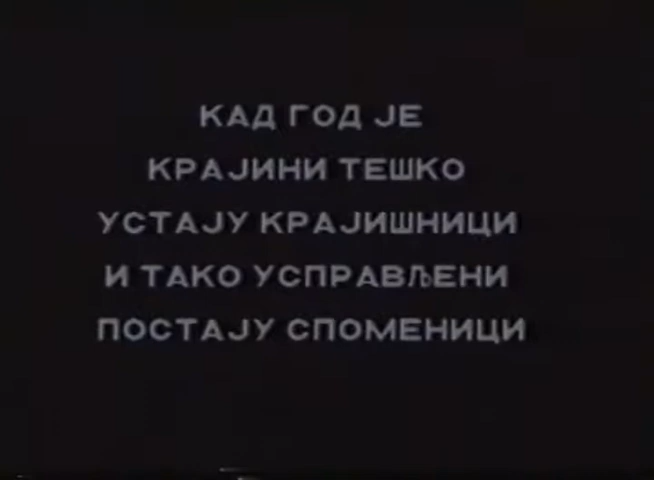 КАД ГОД ЈЕ
КРАЈИНИ ТЕШКО
УСТАЈУ КРАЈИШНИЦИ
И ТАКО УСПРАВЉЕНИ
ПОСТАЈУ СПОМЕНИЦИ